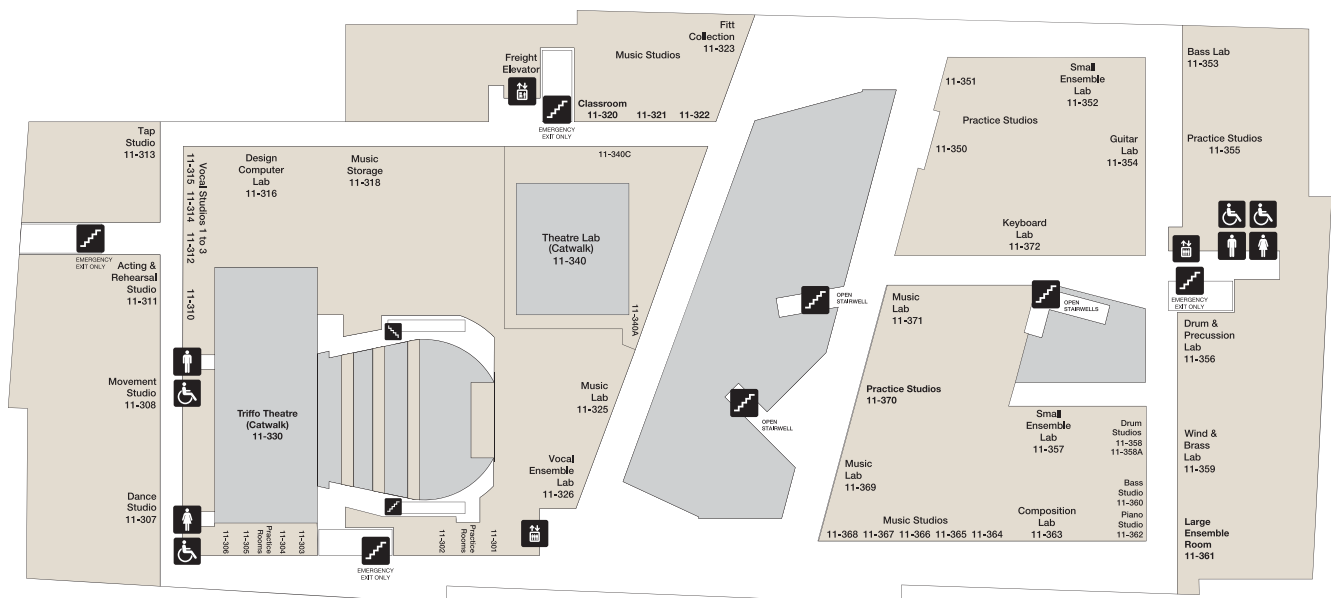 Fitt
Collection
11-323
Music Studios
Freight
Elevator
Classroom
11-320
11-321
11-322
EMERGENCY
EXIT ONLY
Tap
Studio
11-313
EMERGENCY
EXIT ONLY
Acting &
Rehearsal
Studio
11-311
Movement
Studio
11-308
Dance
Studio
11-307
Vocal Studios 1 to 3
11-315
11-314
11-312
11-310
Design
Computer
Lab
11-316
Music
Storage
11-318
11-340C
Theatre Lab
(Catwalk)
11-340
11-340A
Triffo Theatre
(Catwalk)
11-330
Music
Lab
11-325
Vocal
Ensemble
Lab
11-326
11-306
11-305
Practice
Rooms
11-304
11-303
EMERGENCY
EXIT ONLY
11-302
Practice
Rooms
11-301
OPEN
STAIRWELL
OPEN
STAIRWELL
11-351
Small
Ensemble
Lab
11-352
Practice Studios
11-350
Guitar
Lab
11-354
Keyboard
Lab
11-372
Bass Lab
11-353
Practice Studios
11-355
EMERGENCY
EXIT ONLY
OPEN
STAIRWELLS
Music
Lab
11-371
Practice Studios
11-370
Music
Lab
11-369
Small
Ensemble
Lab
11-357
Drum
Studios
11-358
11-358A
Bass
Studio
11-360
Piano
Studio
11-362
Composition
Lab
11-363
Music Studios
11-368
11-367
11-366
11-365
11-364
Drum &
Precussion
Lab
11-356
Wind &
Brass
Lab
11-359
Large
Ensemble
Room
11-361